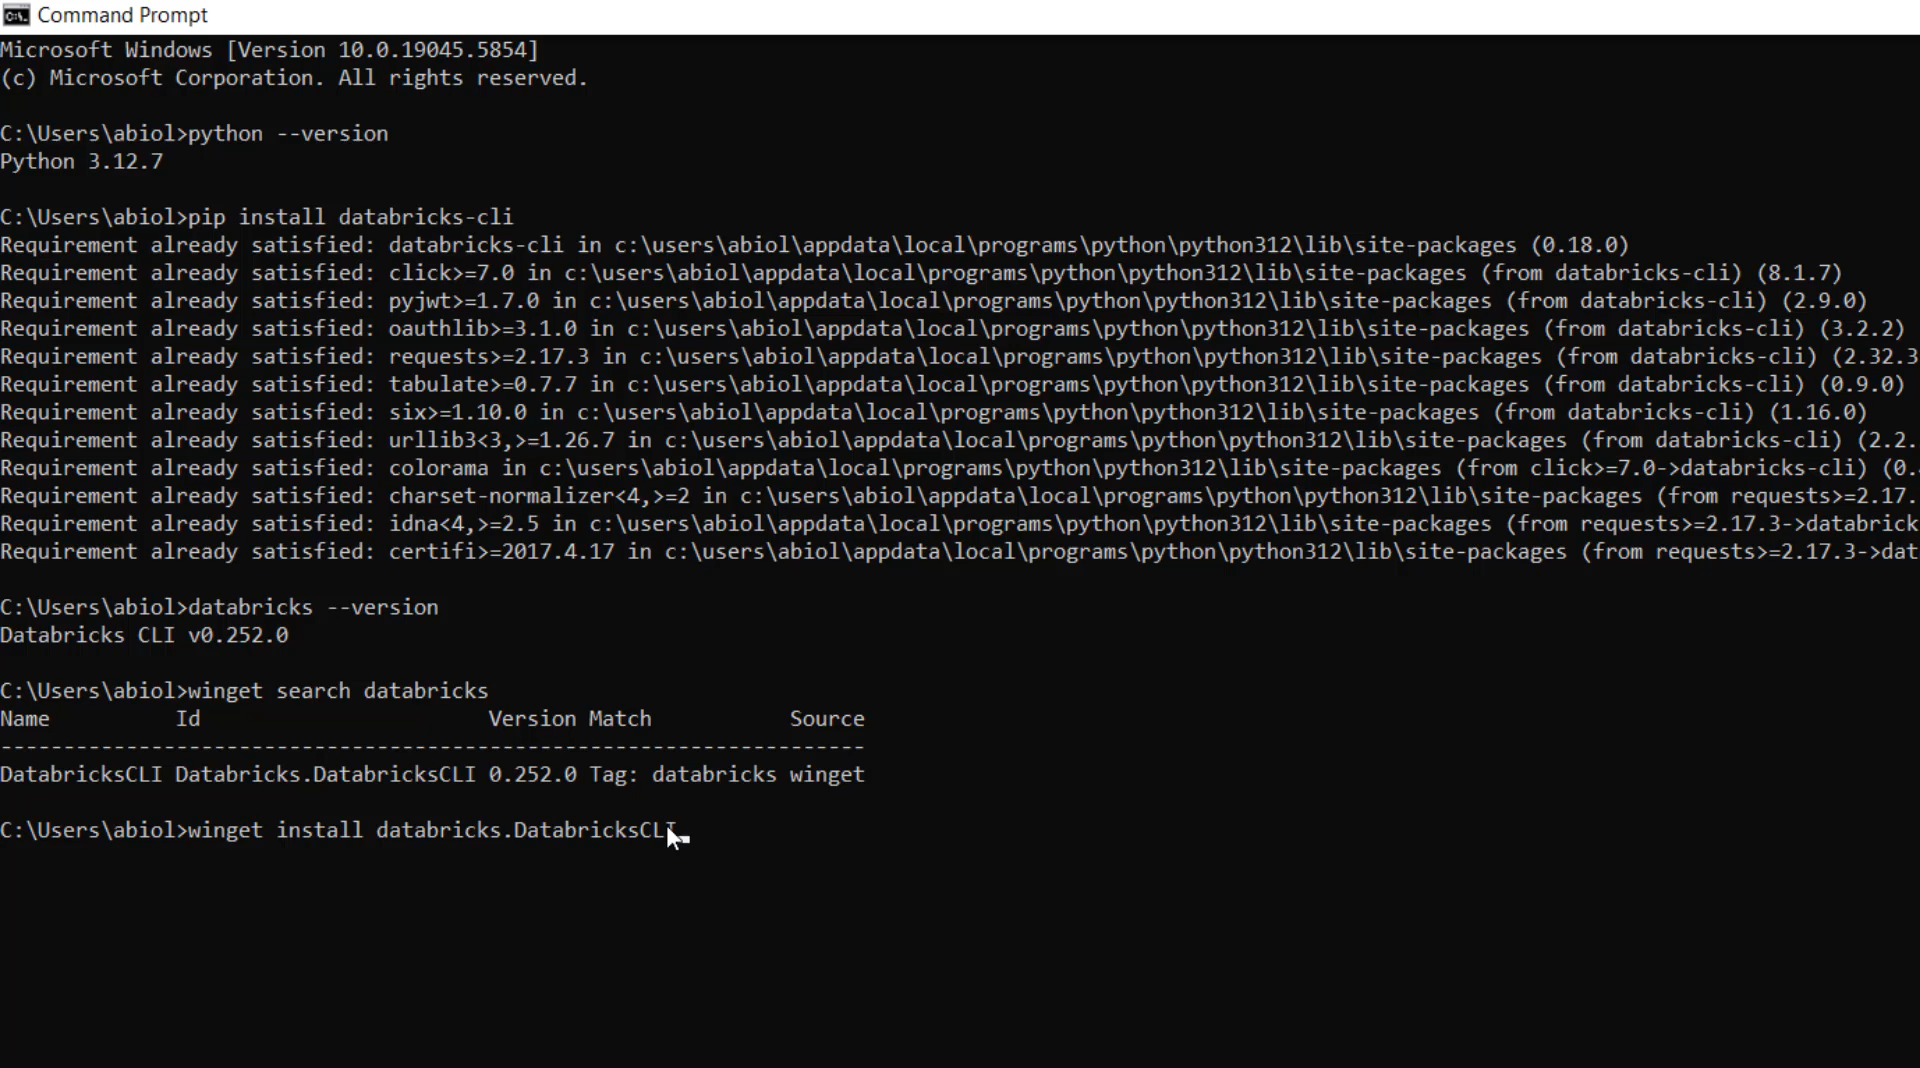 Command Prompt
Microsoft Windows [Version 10.0.19045.5854]
(c) Microsoft Corporation. All rights reserved.
C:\Users\abiol>python --version
Python 3.12.7
C:\Users\abiol>pip install databricks-cli
Requirement already satisfied: databricks-cli in c:\users\abiol\appdata\local\programs\python\python312\lib\site-packages (0.18.0)
Requirement already satisfied: click>=7.0 in c:\users\abiol\appdata\local\programs\python\python312\lib\site-packages (from databricks-cli) (8.1.7)
Requirement already satisfied: pyjwt>=1.7.0 in c:\users\abiol\appdata\local\programs\python\python312\lib\site-packages (from databricks-cli) (2.9.0)
Requirement already satisfied: oauthlib>=3.1.0 in c:\users\abiol\appdata\local\programs\python\python312\lib\site-packages (from databricks-cli) (3.2.2)
Requirement already satisfied: requests>=2.17.3 in c:\users\abiol\appdata\local\programs\python\python312\lib\site-packages (from databricks-cli) (2.32.3
Requirement already satisfied: tabulate>=0.7.7 in c:\users\abiol\appdata\local\programs\python\python312\lib\site-packages (from databricks-cli) (0.9.0)
Requirement already satisfied: six>=1.10.0 in c:\users\abiol\appdata\local\programs\python\python312\lib\site-packages (from databricks-cli) (1.16.0)
Requirement already satisfied: urllib3<3,>=1.26.7 in c:\users\abiol\appdata\local\programs\python\python312\lib\site-packages (from databricks-cli) (2.2.
Requirement already satisfied: colorama in c:\users\abiol\appdata\local\programs\python\python312\lib\site-packages (from click>=7.0->databricks-cli) (0.
Requirement already satisfied: charset-normalizer<4,>=2 in c:\users\abiol\appdata\local\programs\python\python312\lib\site-packages (from requests>=2.17.
Requirement already satisfied: idna<4,>=2.5 in c:\users\abiol\appdata\local\programs\python\python312\lib\site-packages (from requests>=2.17.3->databrick
Requirement already satisfied: certifi>=2017.4.17 in c:\users\abiol\appdata\local\programs\python\python312\lib\site-packages (from requests>=2.17.3->dat
C:\Users\abiol>databricks --version
Databricks CLI v0.252.0
C:\Users\abiol>winget search databricks
Name Id Version Match Source
---------------------------------------------------------------------
DatabricksCLI Databricks.DatabricksCLI 0.252.0 Tag: databricks winget
C:\Users\abiol>winget install databricks.DatabricksCLI